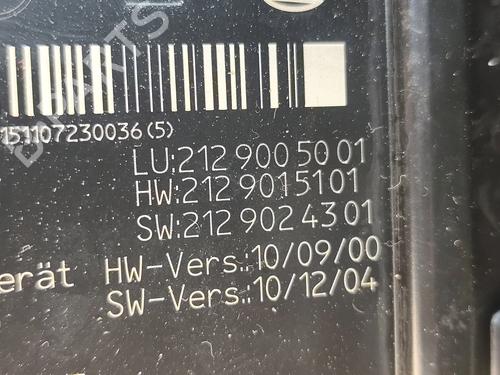 151107230036(5)
LU:212 900 50 01
HW:212 901 51 01
SW:212 902 43 01
erät HW-Vers.:10/09/00
SW-Vers.:10/12/04